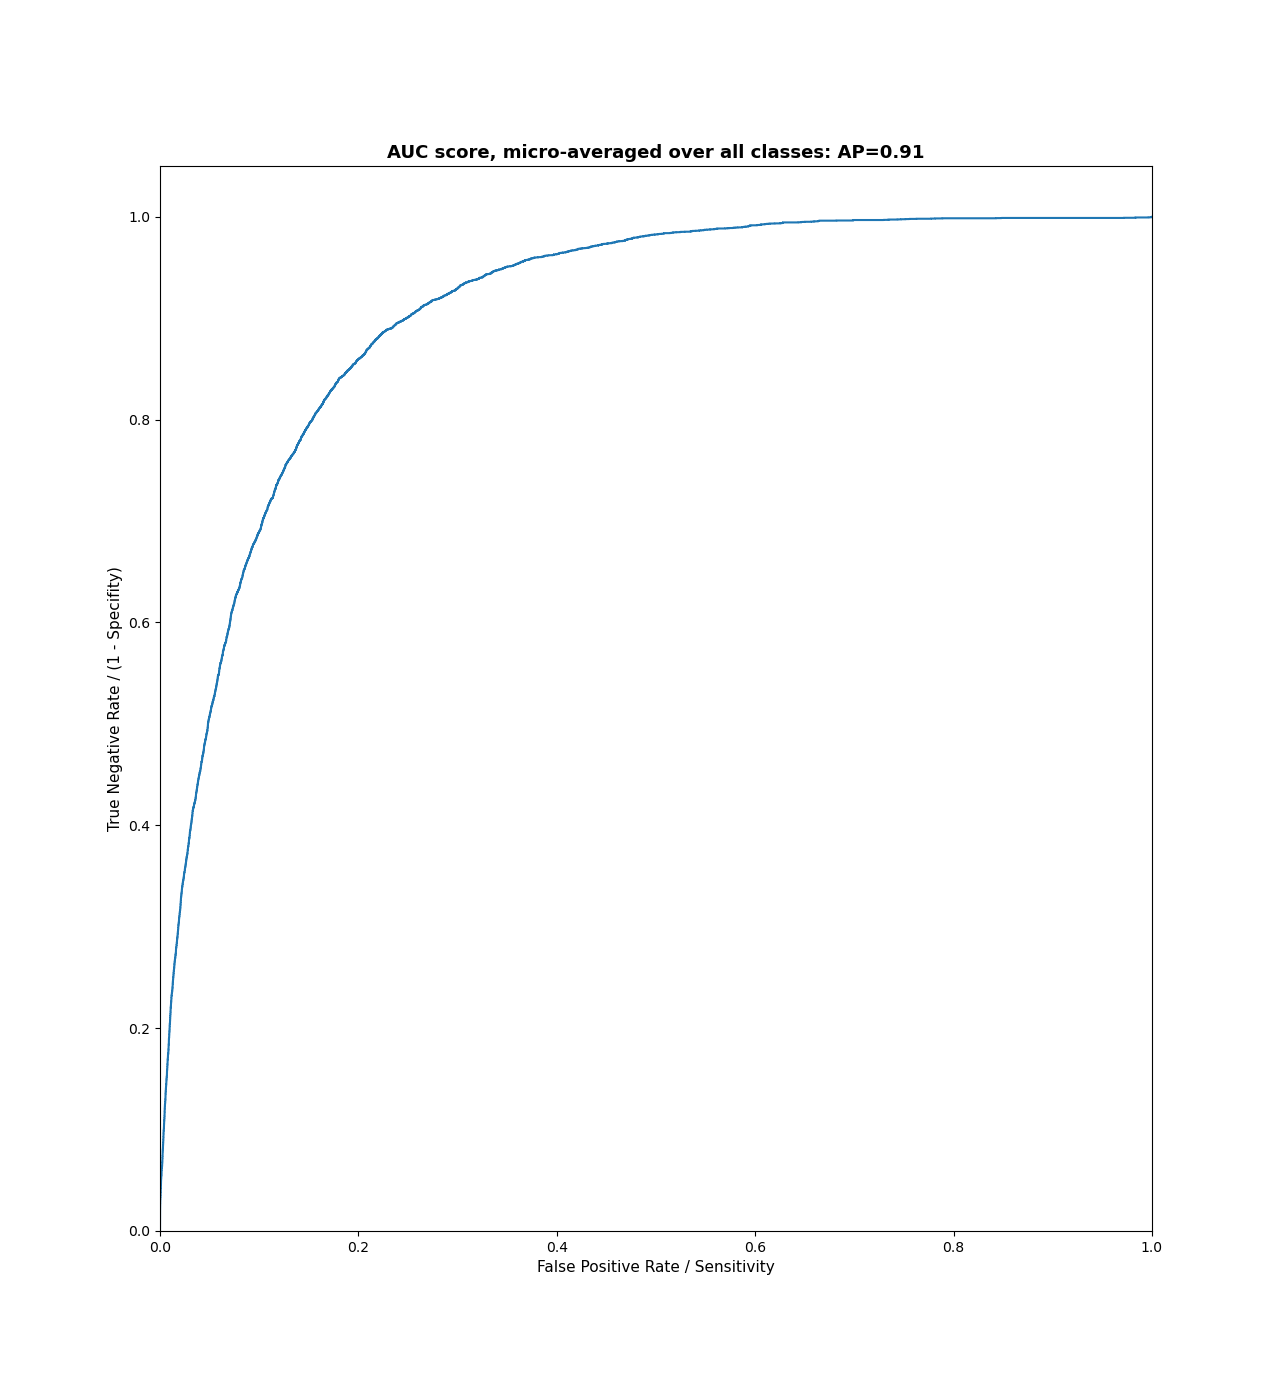 AUC score, micro-averaged over all classes: AP=0.91
1.0
0.8
0.6
0.4
0.2
0.0
True Negative Rate / (1 - Specifity)
0.0 0.2 0.4 0.6 0.8 1.0
False Positive Rate / Sensitivity